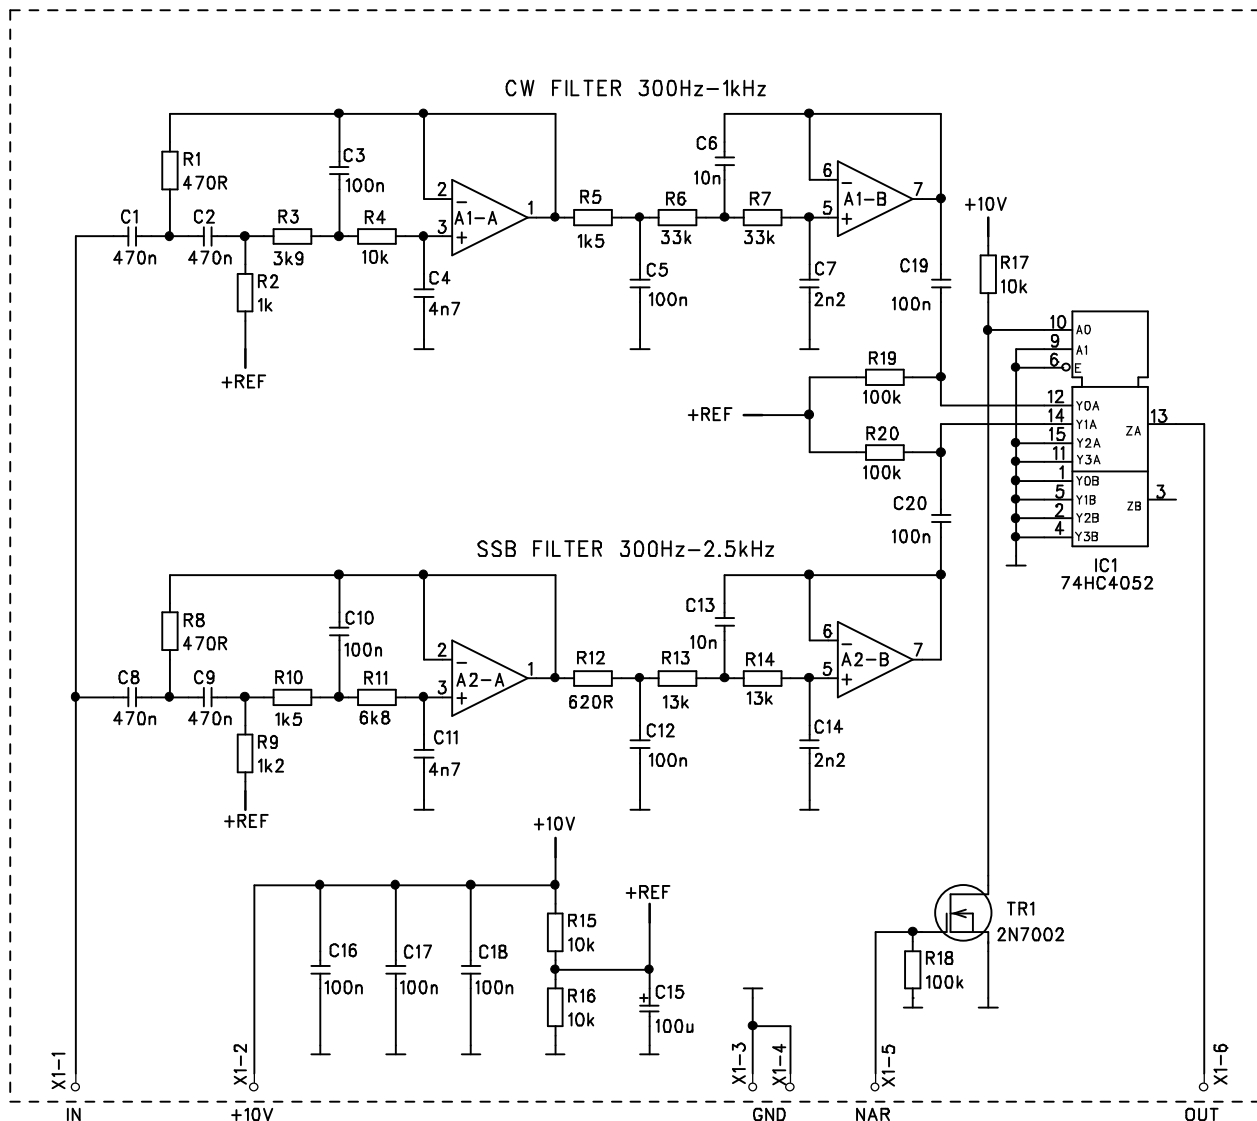 CW FILTER 300Hz-1kHz
R1
470R
C3
100n
C1
470n
C2
470n
R3
3k9
R4
10k
R2
1k
+REF
C4
4n7
2
3
A1-A
1
R5
1k5
C5
100n
R6
33k
C6
10n
R7
33k
C7
2n2
6
5
A1-B
7
C19
100n
+10V
R17
10k
R19
100k
+REF
R20
100k
C20
100n
10 A0
9 A1
6 E
12 Y0A
14 Y1A
15 Y2A
11 Y3A
1 Y0B
5 Y1B
2 Y2B
4 Y3B
ZA 13
ZB 3
IC1
74HC4052
SSB FILTER 300Hz-2.5kHz
R8
470R
C10
100n
C8
470n
C9
470n
R10
1k5
R11
6k8
R9
1k2
+REF
C11
4n7
2
3
A2-A
1
R12
620R
C12
100n
R13
13k
C13
10n
R14
13k
C14
2n2
6
5
A2-B
7
+10V
C16
100n
C17
100n
C18
100n
R15
10k
R16
10k
+REF
+
C15
100u
TR1
2N7002
R18
100k
X1-1
X1-2
X1-3
X1-4
X1-5
X1-6
IN
+10V
GND
NAR
OUT